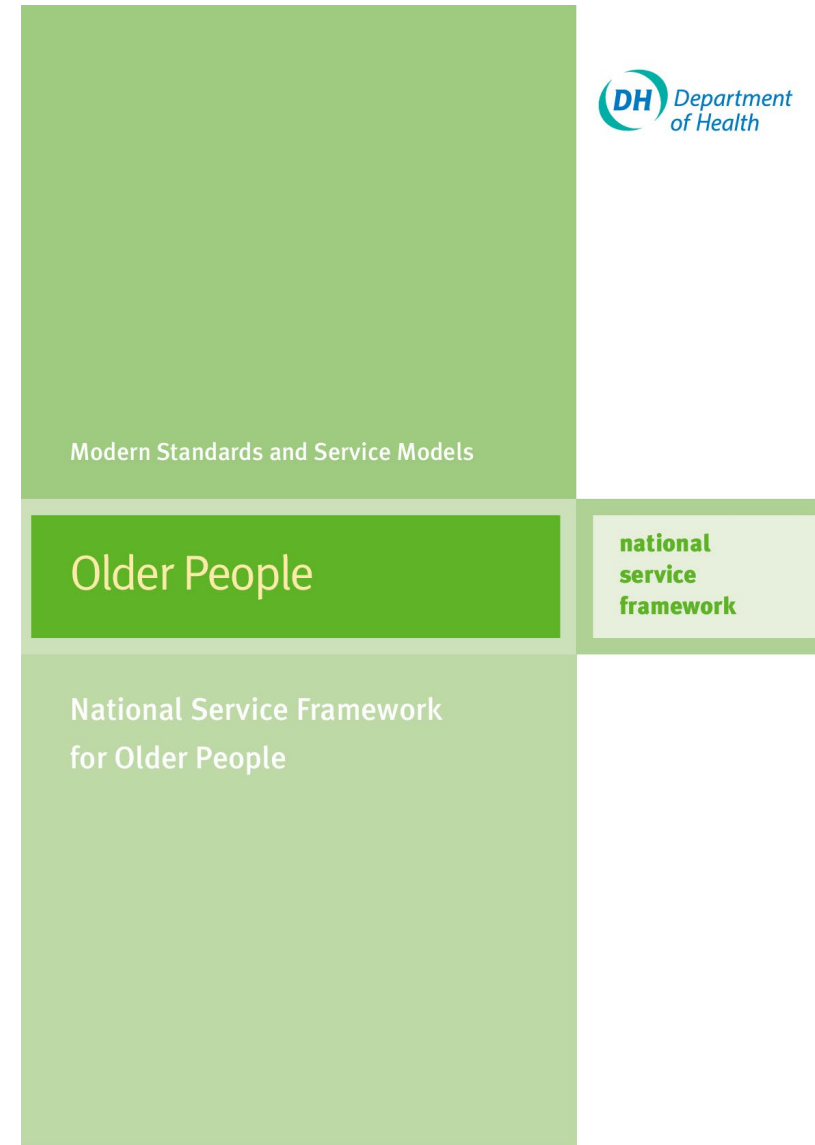 DH Department
of Health
Modern Standards and Service Models
Older People
national
service
framework
National Service Framework
for Older People